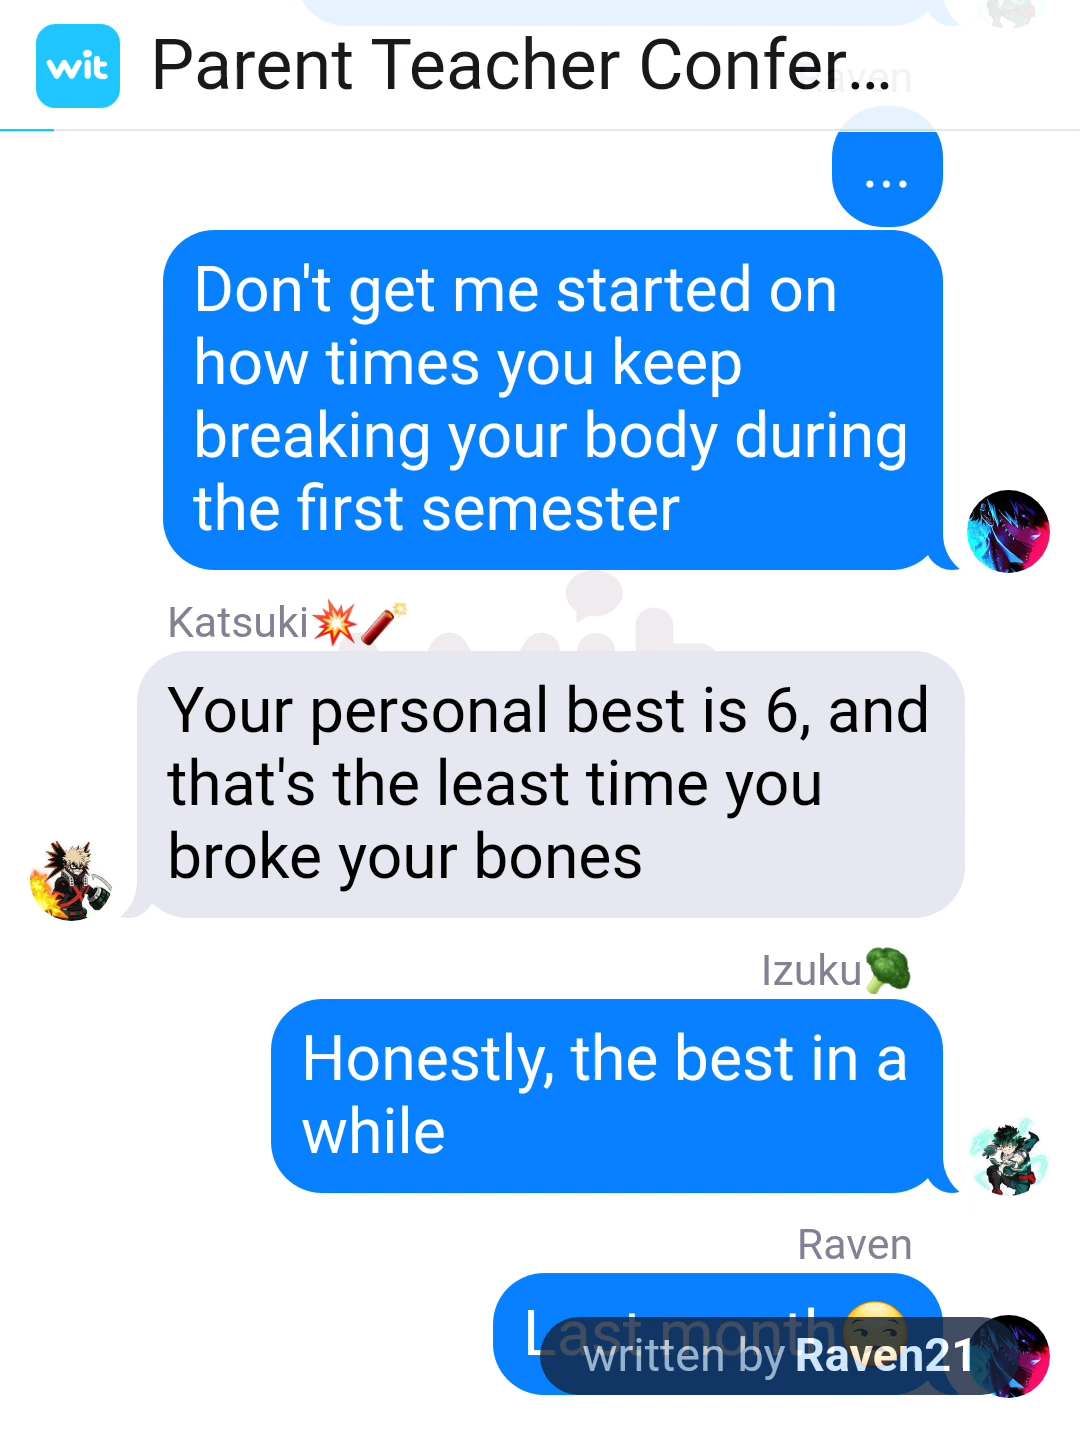 wit
Parent Teacher Confer...
Raven
...
Don't get me started on
how times you keep
breaking your body during
the first semester
Katsuki💥🧨
Your personal best is 6, and
that's the least time you
broke your bones
Izuku🥦
Honestly, the best in a
while
Raven
Last month😒
written by Raven21